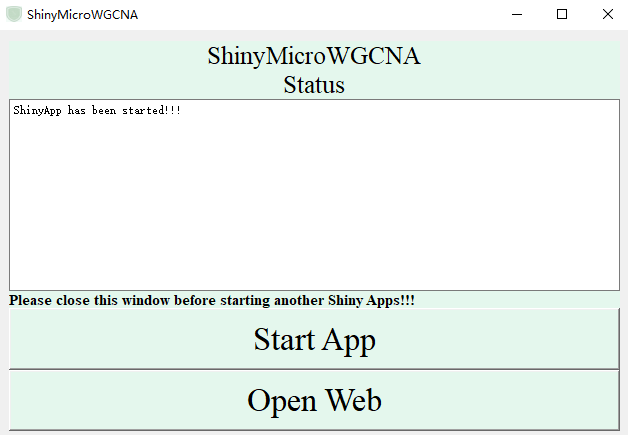 ShinyMicroWGCNA
ShinyMicroWGCNA
Status
ShinyApp has been started!!!
Please close this window before starting another Shiny Apps!!!
Start App
Open Web